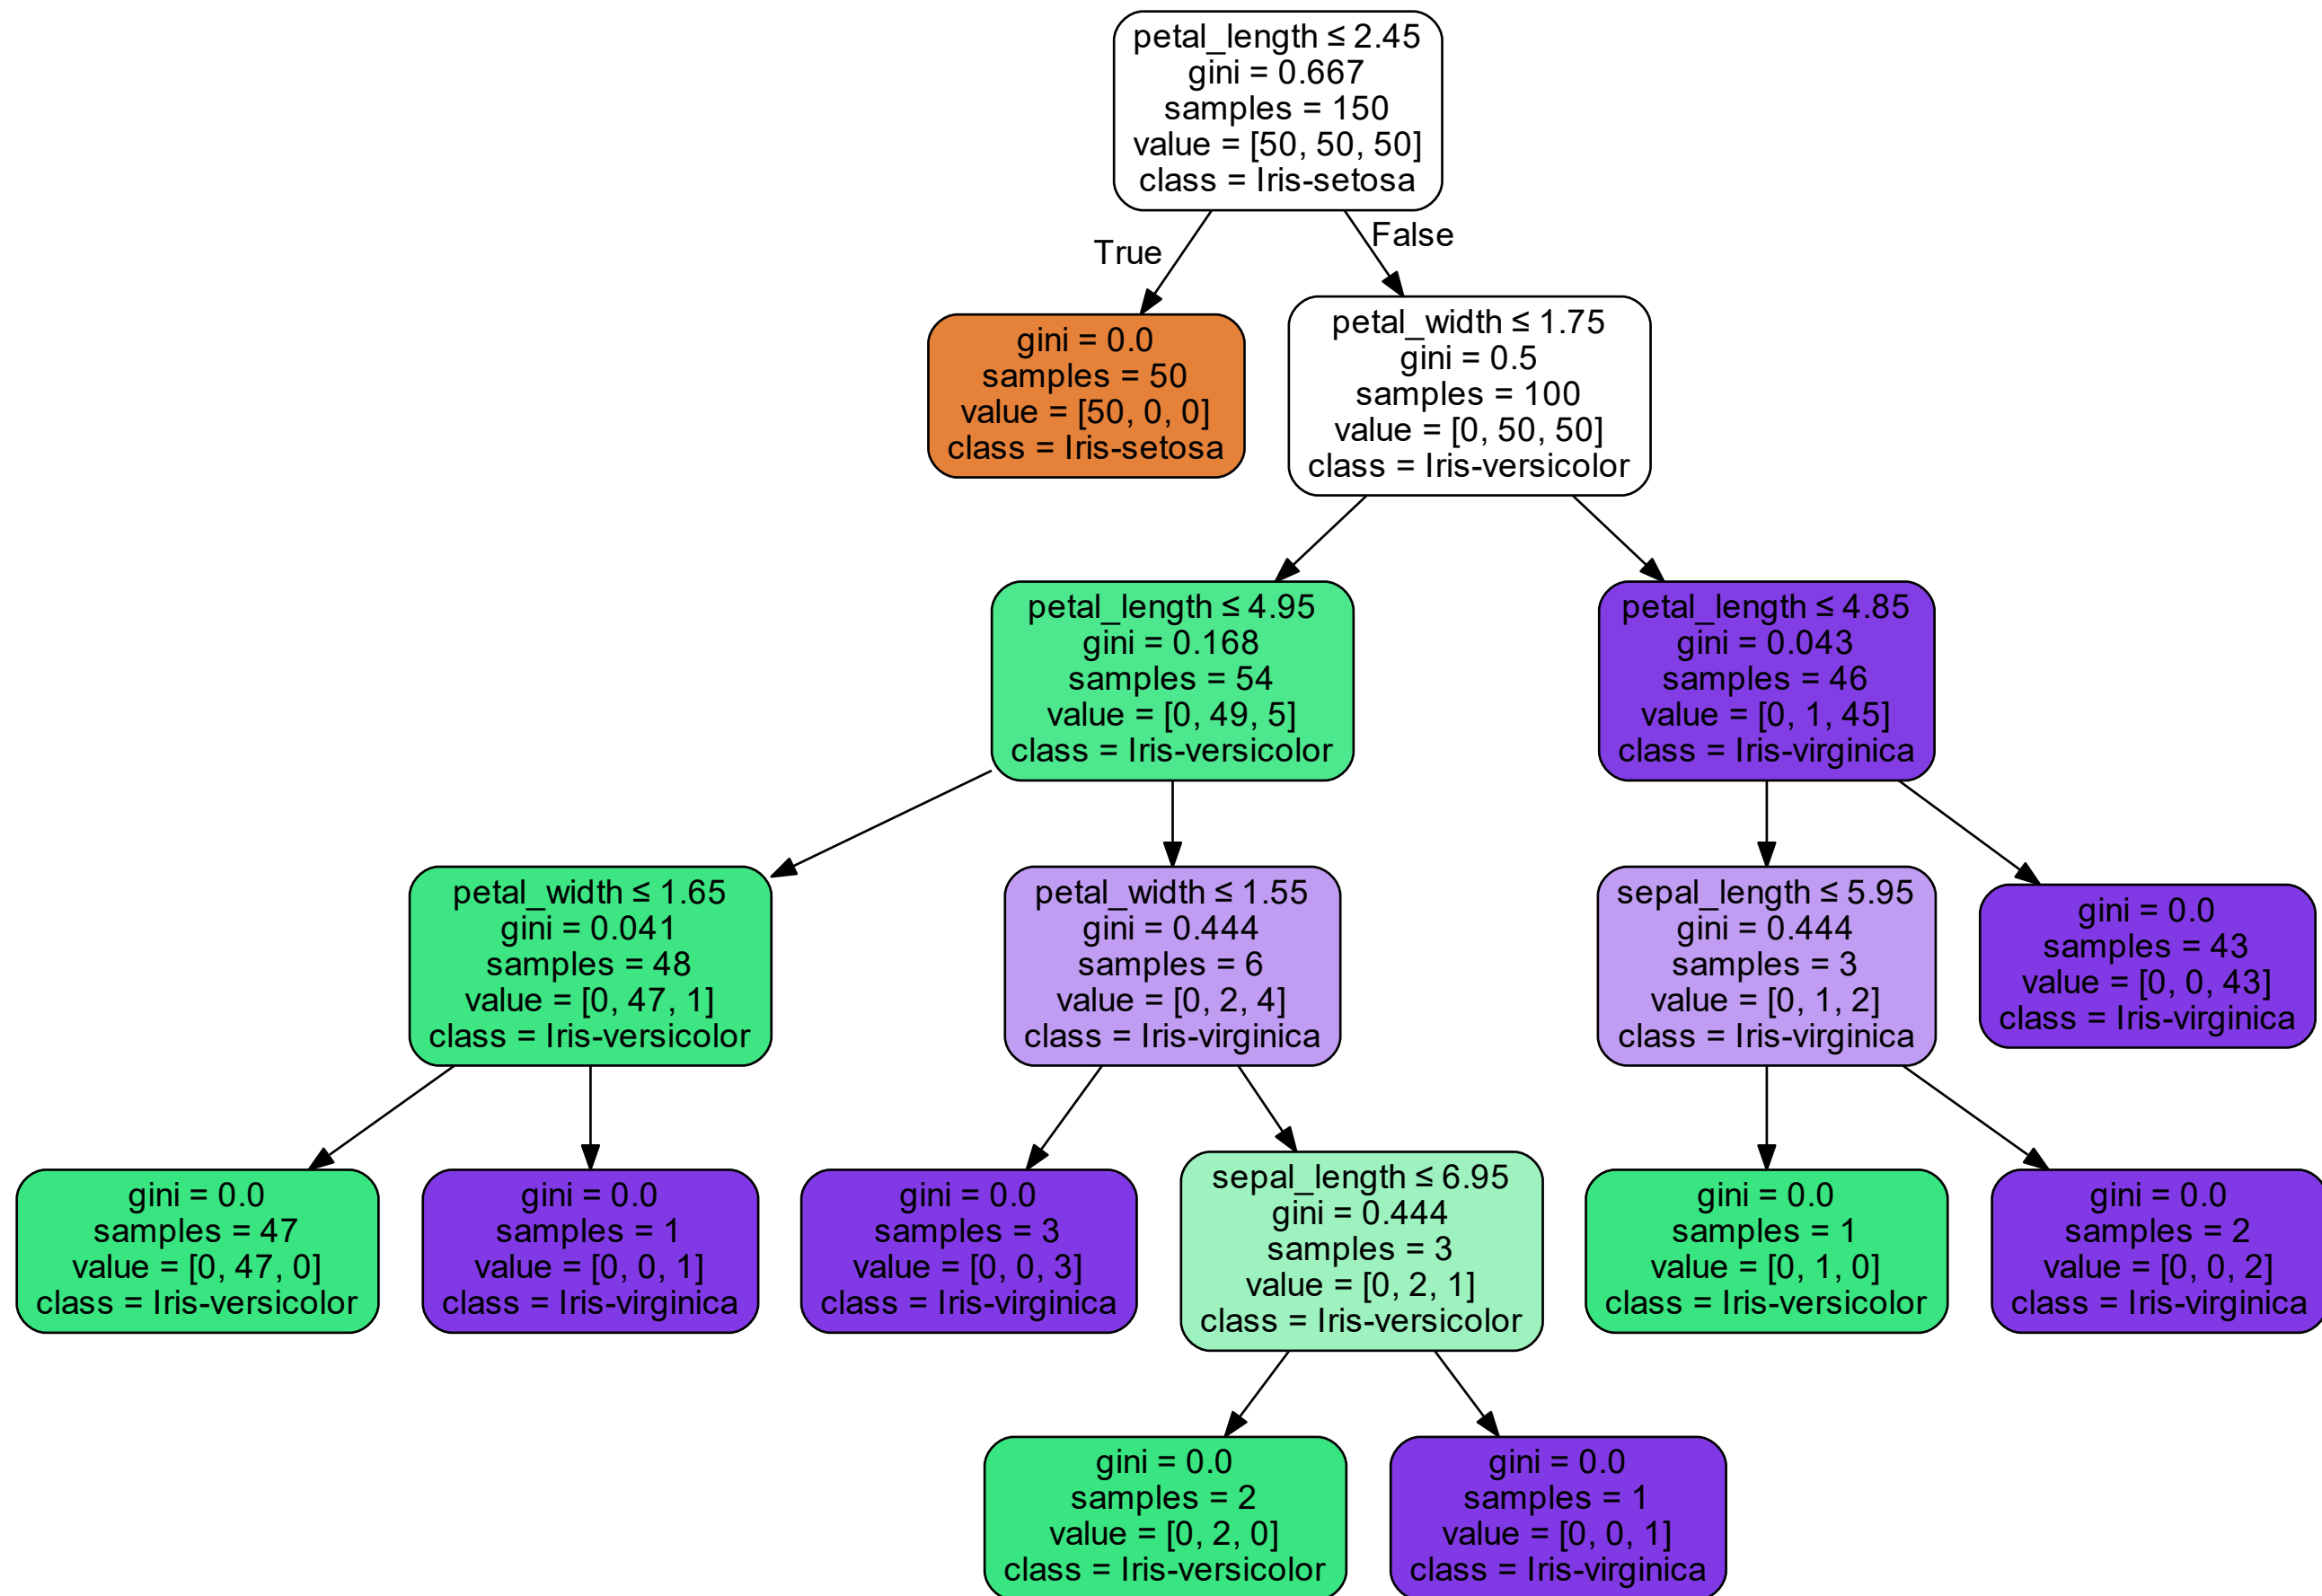 petal_length ≤ 2.45
gini = 0.667
samples = 150
value = [50, 50, 50]
class = Iris-setosa
True
False
gini = 0.0
samples = 50
value = [50, 0, 0]
class = Iris-setosa
petal_width ≤ 1.75
gini = 0.5
samples = 100
value = [0, 50, 50]
class = Iris-versicolor
petal_length ≤ 4.95
gini = 0.168
samples = 54
value = [0, 49, 5]
class = Iris-versicolor
petal_length ≤ 4.85
gini = 0.043
samples = 46
value = [0, 1, 45]
class = Iris-virginica
petal_width ≤ 1.65
gini = 0.041
samples = 48
value = [0, 47, 1]
class = Iris-versicolor
petal_width ≤ 1.55
gini = 0.444
samples = 6
value = [0, 2, 4]
class = Iris-virginica
sepal_length ≤ 5.95
gini = 0.444
samples = 3
value = [0, 1, 2]
class = Iris-virginica
gini = 0.0
samples = 43
value = [0, 0, 43]
class = Iris-virginica
gini = 0.0
samples = 47
value = [0, 47, 0]
class = Iris-versicolor
gini = 0.0
samples = 1
value = [0, 0, 1]
class = Iris-virginica
gini = 0.0
samples = 3
value = [0, 0, 3]
class = Iris-virginica
sepal_length ≤ 6.95
gini = 0.444
samples = 3
value = [0, 2, 1]
class = Iris-versicolor
gini = 0.0
samples = 1
value = [0, 1, 0]
class = Iris-versicolor
gini = 0.0
samples = 2
value = [0, 0, 2]
class = Iris-virginica
gini = 0.0
samples = 2
value = [0, 2, 0]
class = Iris-versicolor
gini = 0.0
samples = 1
value = [0, 0, 1]
class = Iris-virginica